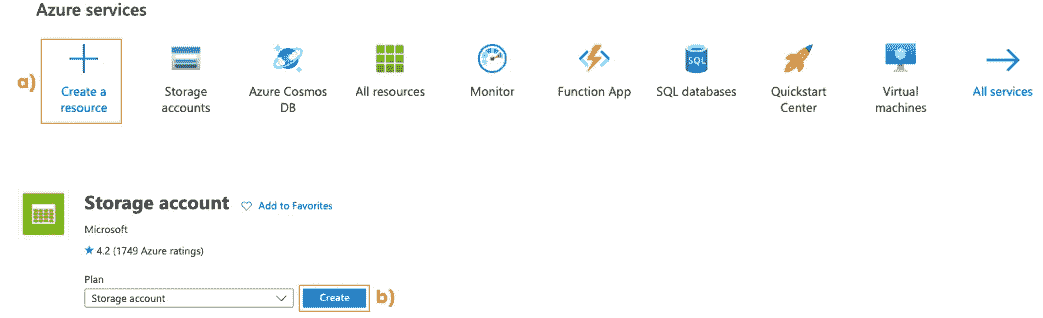 Azure services
a)
Create a
resource
Storage
accounts
Azure Cosmos
DB
All resources
Monitor
Function App
SQL
SQL databases
Quickstart
Center
Virtual
machines
All services
Storage account
Add to Favorites
Microsoft
4.2 (1749 Azure ratings)
Plan
Storage account
Create
b)